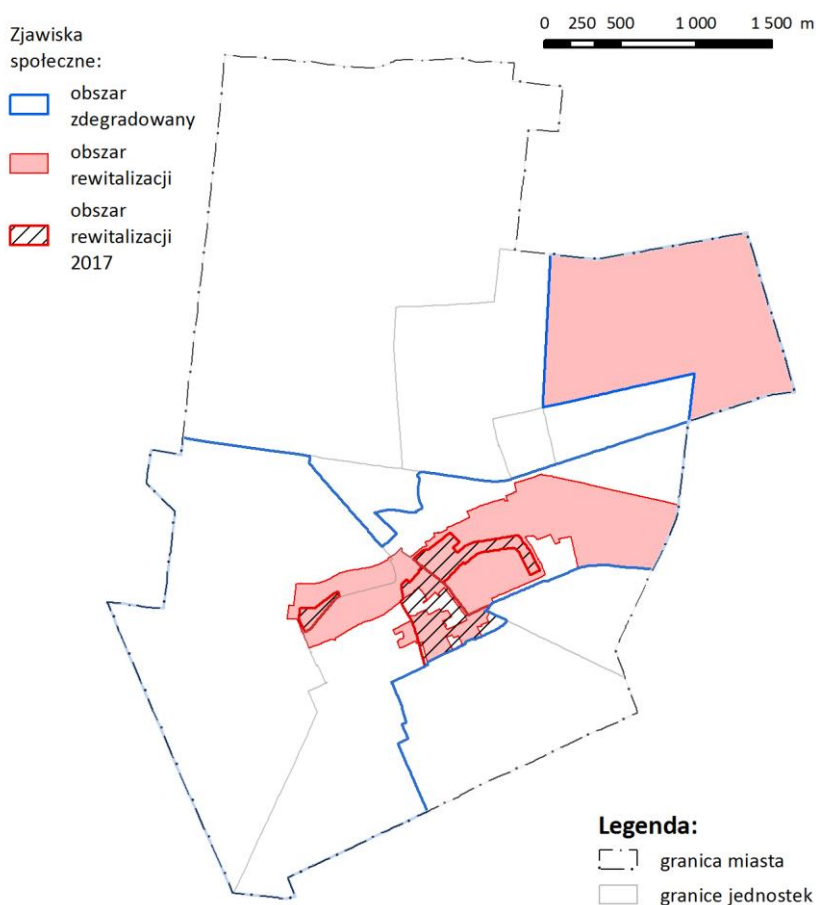 0 250 500 1 000 1 500 m
Zjawiska
społeczne:
obszar
zdegradowany
obszar
rewitalizacji
obszar
rewitalizacji
2017
Legenda:
granica miasta
granice jednostek